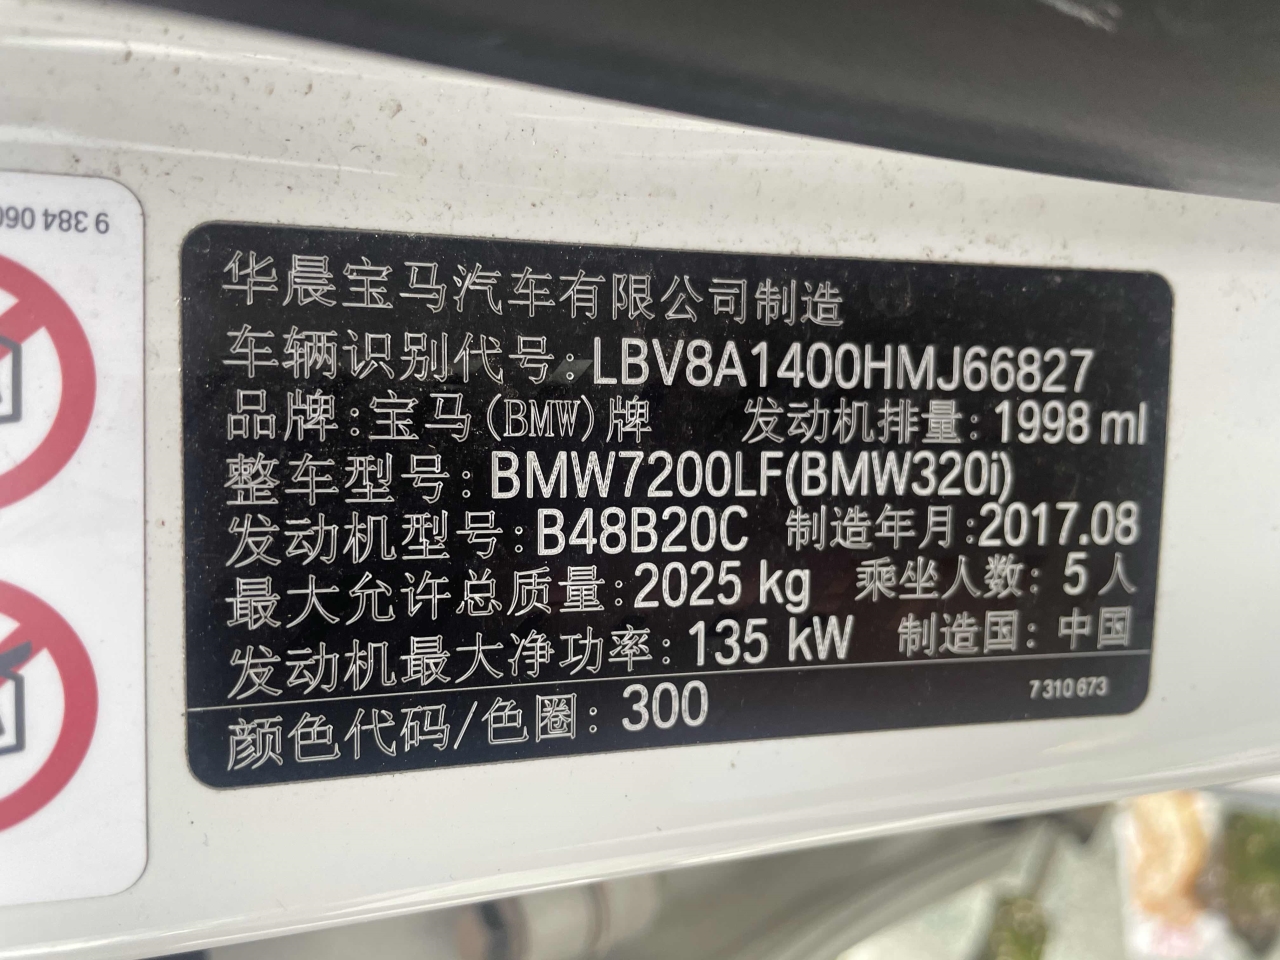 9 384 060
华晨宝马汽车有限公司制造
车辆识别代号: LBV8A1400HMJ66827
品牌: 宝马(BMW)牌 发动机排量: 1998 ml
整车型号: BMW7200LF(BMW320i)
发动机型号: B48B20C 制造年月:2017.08
最大允许总质量: 2025 kg 乘坐人数: 5 人
发动机最大净功率: 135 kW 制造国: 中国
7 310 673
颜色代码/色圈: 300